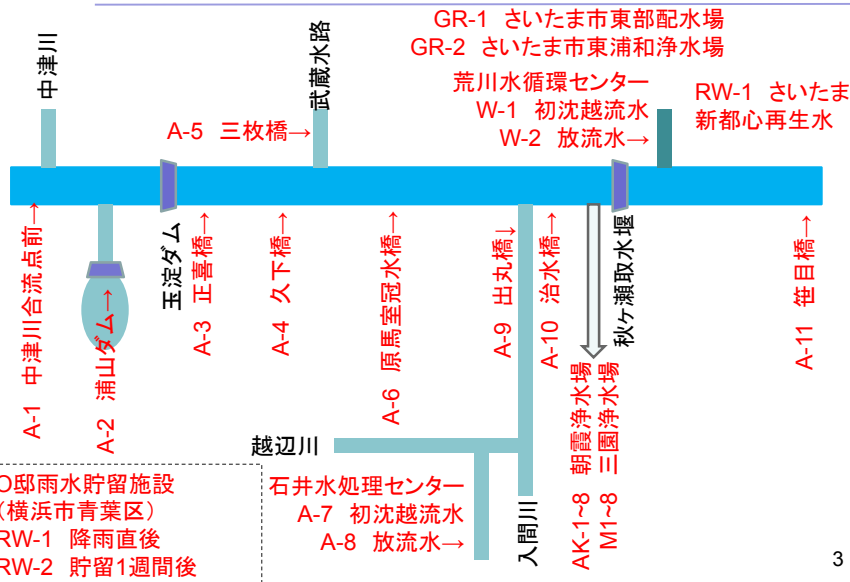 GR-1 さいたま市東部配水場
GR-2 さいたま市東浦和浄水場
中津川
武蔵水路
荒川水循環センター
W-1 初沈越流水
W-2 放流水→
RW-1 さいたま
新都心再生水
A-5 三枚橋→
A-1 中津川合流点前→
A-2 浦山ダム→
玉淀ダム
A-3 正喜橋→
A-4 久下橋→
A-6 原馬室冠水橋→
A-9 出丸橋↓
A-10 治水橋→
秋ヶ瀬取水堰
A-11 笹目橋→
AK-1~8 朝霞浄水場
M1~8 三園浄水場
越辺川
入間川
石井水処理センター
A-7 初沈越流水
A-8 放流水→
O邸雨水貯留施設
(横浜市青葉区)
RW-1 降雨直後
RW-2 貯留1週間後
3